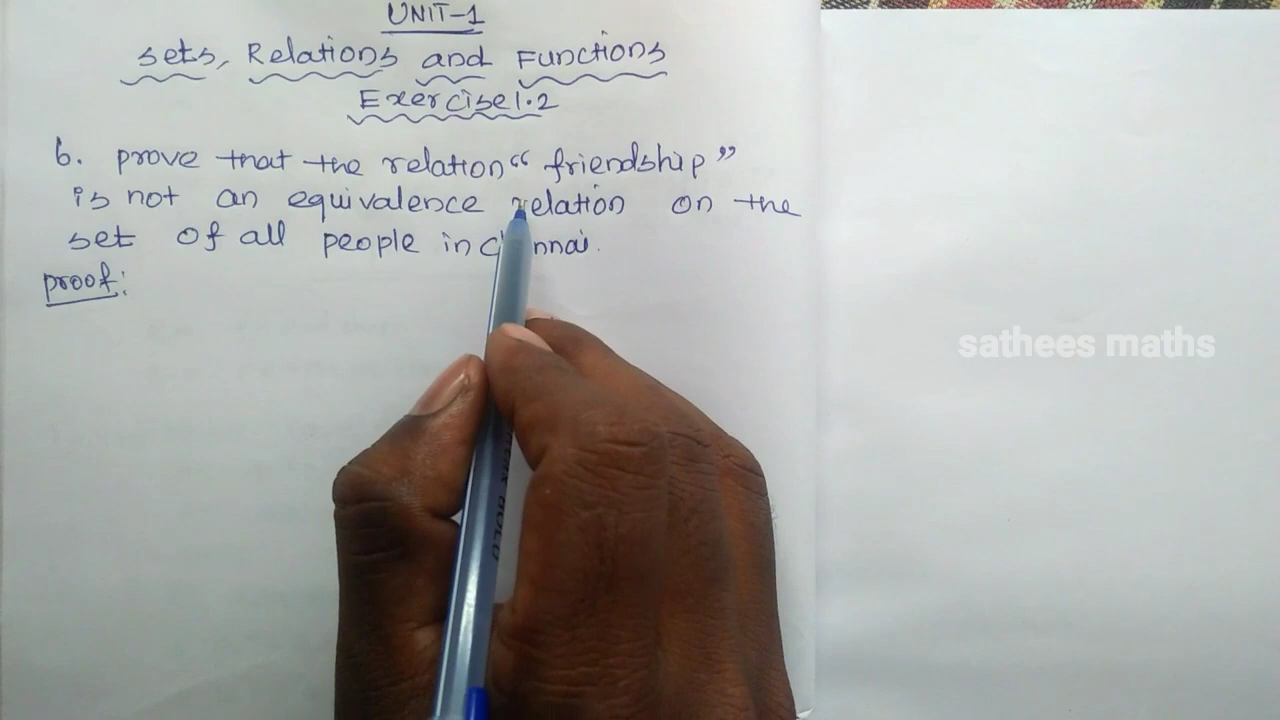 UNIT-1
sets, Relations and Functions
Exercise 1.2
6. prove that the relation "friendship"
is not an equivalence relation on the
set of all people in chennai.
proof:
sathees maths